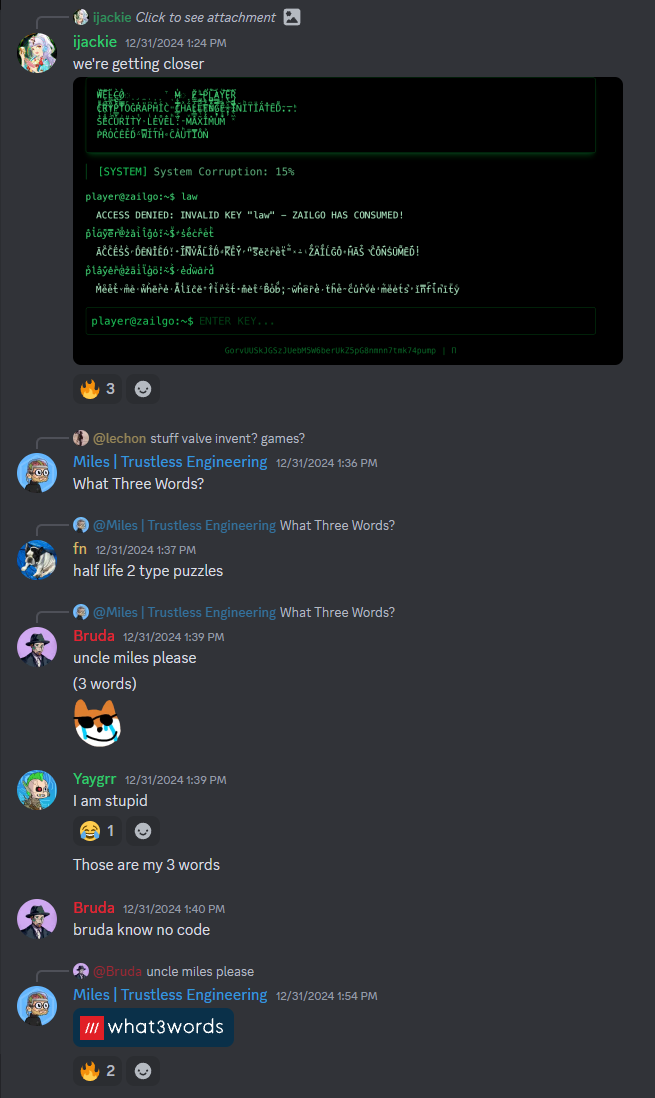 ijackie Click to see attachment
ijackie 12/31/2024 1:24 PM
we're getting closer
WELCOME PLAYER
CRYPTOGRAPHIC CHALLENGE INITIATED...
SECURITY LEVEL: MAXIMUM
PROCEED WITH CAUTION
[SYSTEM] System Corruption: 15%
player@zailgo:~$ law
ACCESS DENIED: INVALID KEY "law" – ZAILGO HAS CONSUMED!
player@zailgo:~$ secret
ACCESS DENIED: INVALID KEY "secret" – ZAILGO HAS CONSUMED!
player@zailgo:~$ edward
Meet me where Alice first met Bob; where the curve meets infinity
player@zailgo:~$ ENTER KEY...
pump | Π
3
@lechon stuff valve invent? games?
Miles | Trustless Engineering 12/31/2024 1:36 PM
What Three Words?
@Miles | Trustless Engineering What Three Words?
fn 12/31/2024 1:37 PM
half life 2 type puzzles
@Miles | Trustless Engineering What Three Words?
Bruda 12/31/2024 1:39 PM
uncle miles please
(3 words)
Yaygrr 12/31/2024 1:39 PM
I am stupid
1
Those are my 3 words
Bruda 12/31/2024 1:40 PM
bruda know no code
@Bruda uncle miles please
Miles | Trustless Engineering 12/31/2024 1:54 PM
/// what3words
2